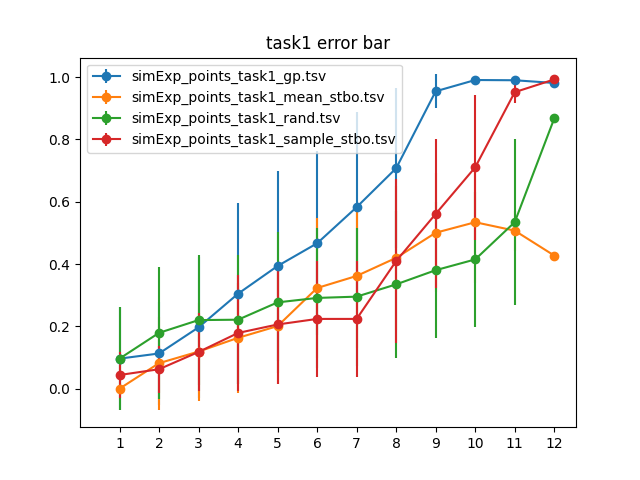 task1 error bar
simExp_points_task1_gp.tsv
simExp_points_task1_mean_stbo.tsv
simExp_points_task1_rand.tsv
simExp_points_task1_sample_stbo.tsv
1.0
0.8
0.6
0.4
0.2
0.0
1 2 3 4 5 6 7 8 9 10 11 12